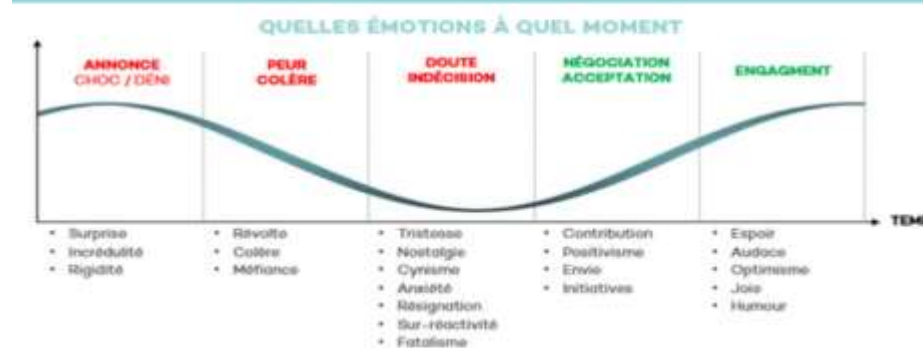 QUELLES ÉMOTIONS À QUEL MOMENT
ANNONCE
CHOC / DÉNI
PEUR
COLÈRE
DOUTE
INDÉCISION
NÉGOCIATION
ACCEPTATION
ENGAGMENT
TEM
• Surprise
• Incrédulité
• Rigidité
• Révolte
• Colère
• Méfiance
• Tristesse
• Nostalgie
• Cynisme
• Anxiété
• Résignation
• Sur-réactivité
• Fatalisme
• Contribution
• Positivisme
• Envie
• Initiatives
• Espoir
• Audace
• Optimisme
• Joie
• Humour